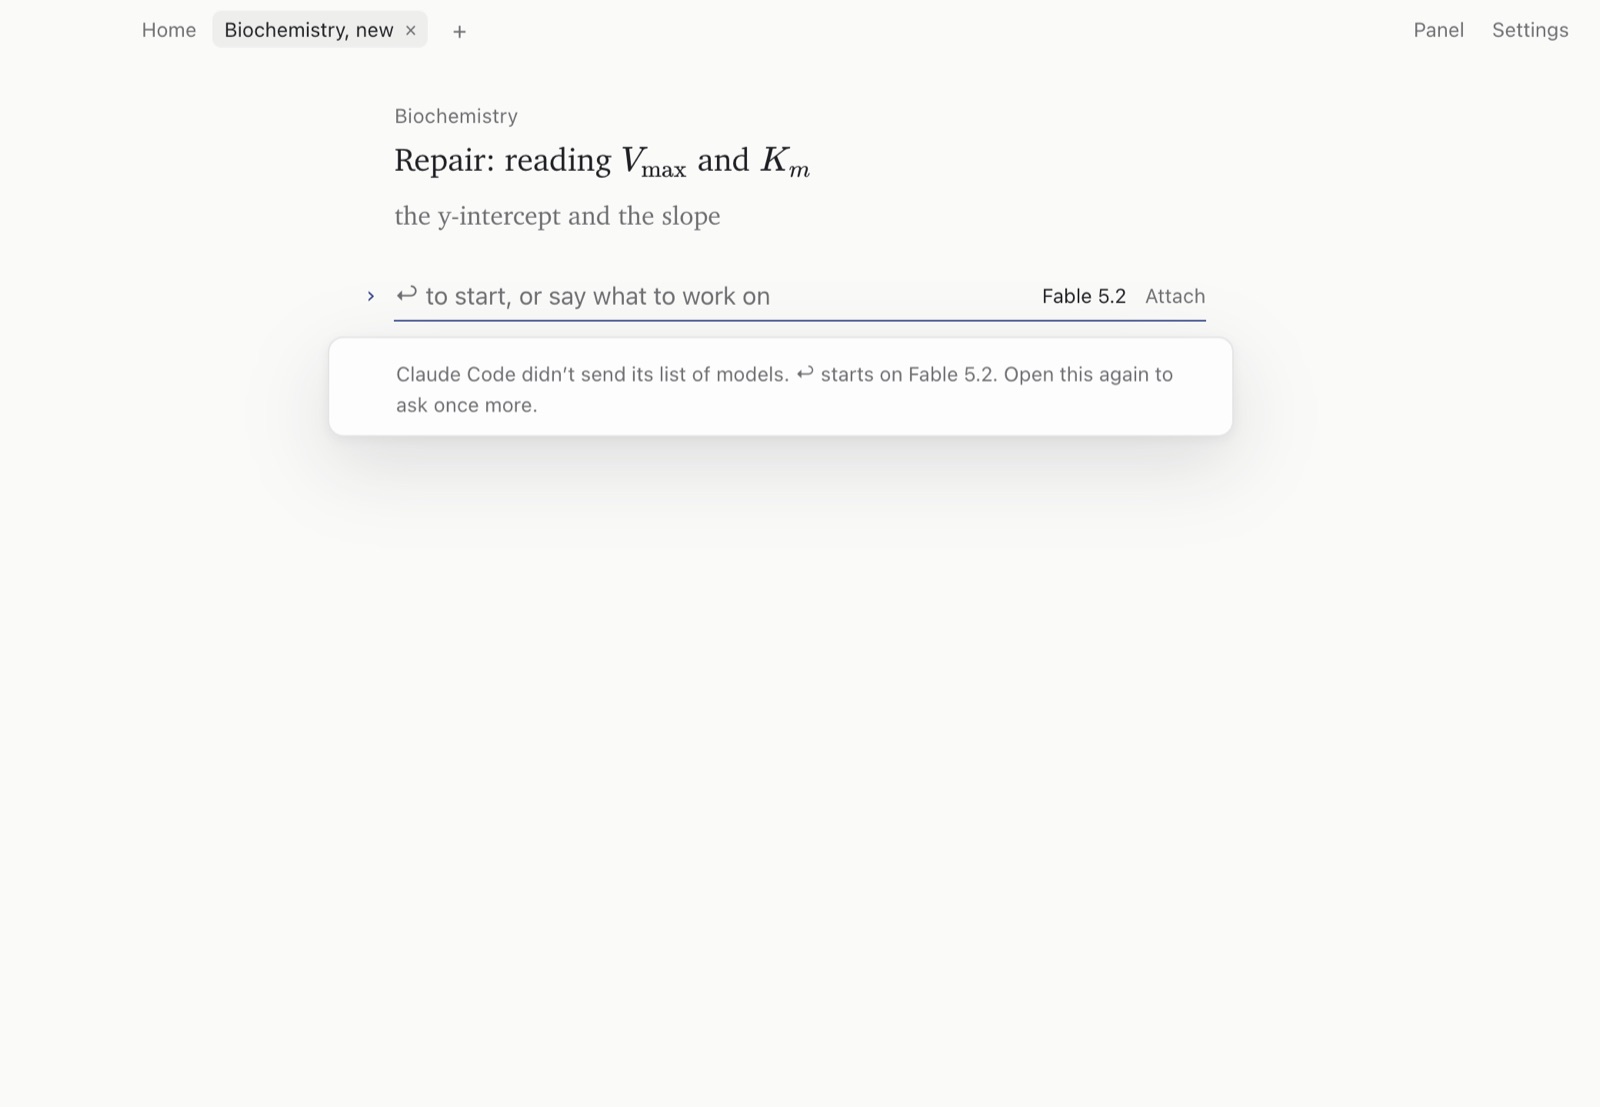 Home
Biochemistry, new ×
+
Panel
Settings
Biochemistry
Repair: reading Vmax and Km
the y-intercept and the slope
› ↩ to start, or say what to work on
Fable 5.2
Attach
Claude Code didn’t send its list of models. ↩ starts on Fable 5.2. Open this again to
ask once more.